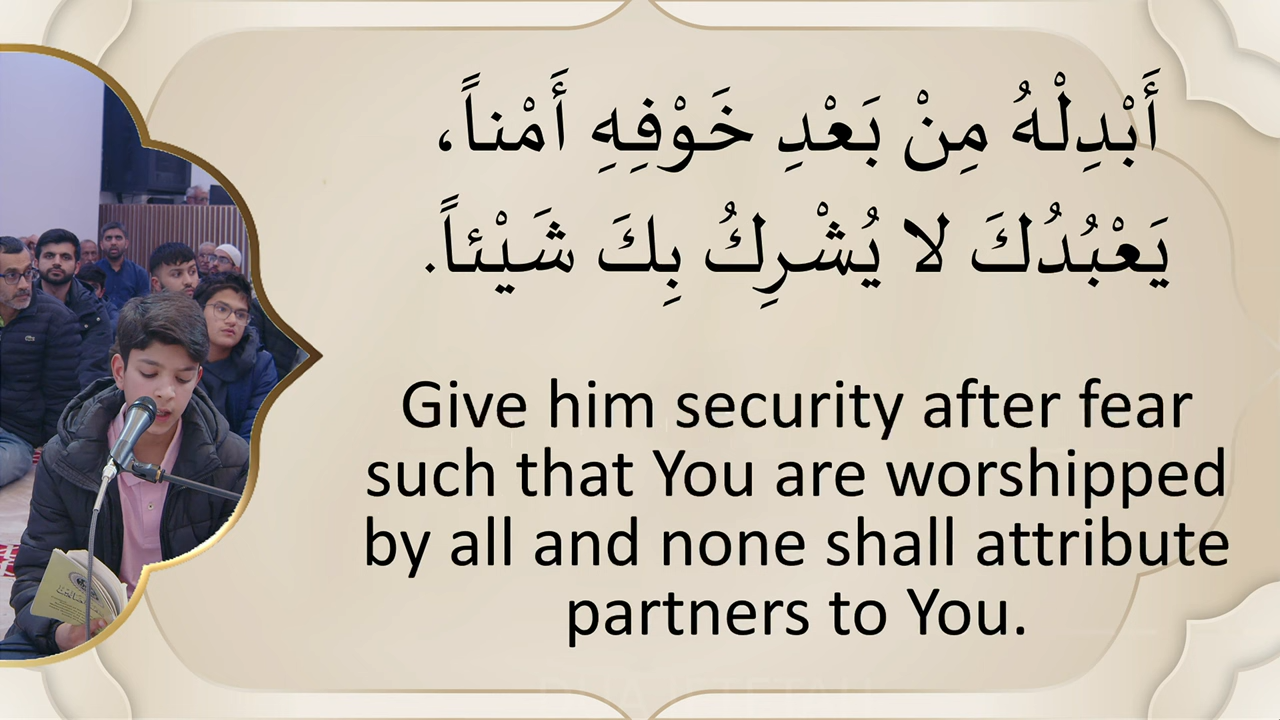 أَبْدِلْهُ مِنْ بَعْدِ خَوْفِهِ أَمْناً،
يَعْبُدُكَ لا يُشْرِكُ بِكَ شَيْئاً.
Give him security after fear
such that You are worshipped
by all and none shall attribute
partners to You.